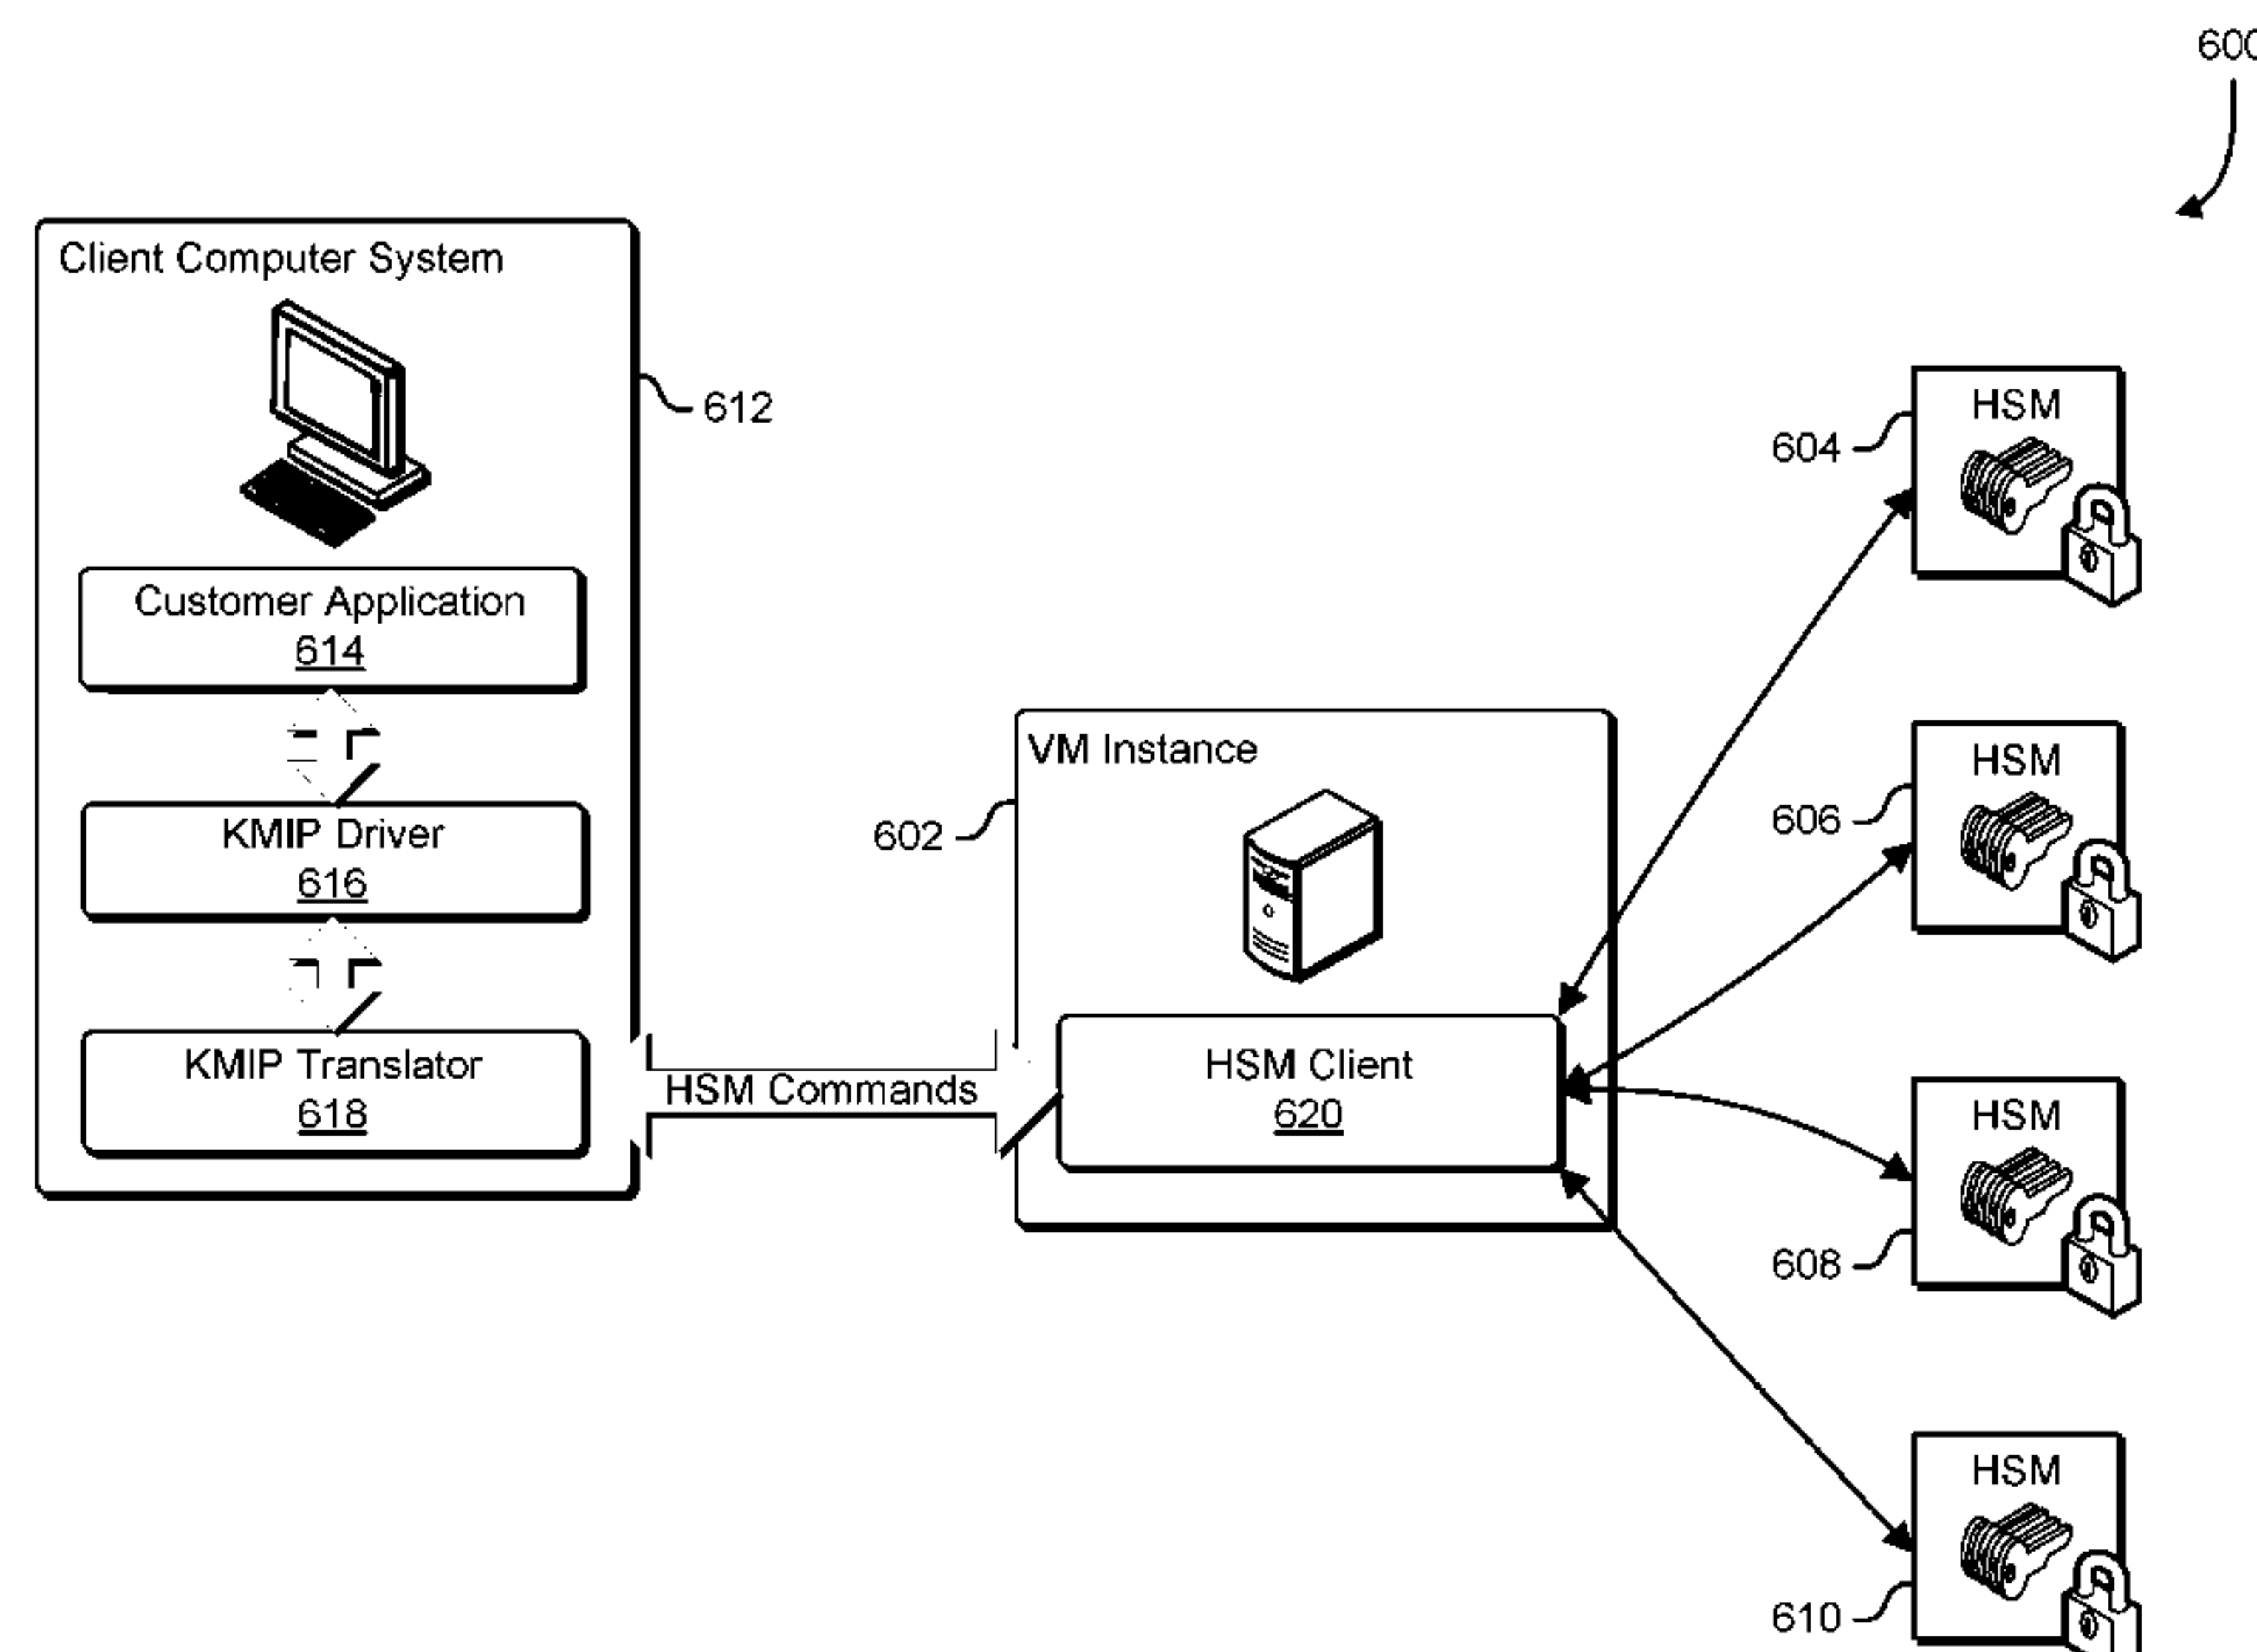 600
Client Computer System
612
Customer Application
614
KMIP Driver
616
KMIP Translator
618
HSM Commands
VM Instance
602
HSM Client
620
HSM
604
HSM
606
HSM
608
HSM
610